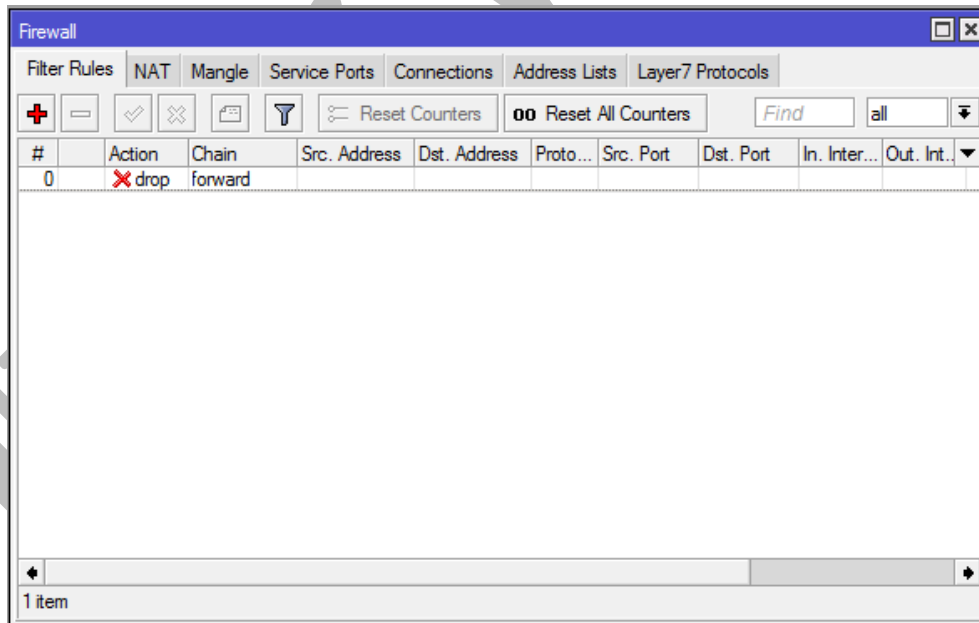 Firewall
Filter Rules NAT Mangle Service Ports Connections Address Lists Layer7 Protocols
Reset Counters 00 Reset All Counters Find all
# Action Chain Src. Address Dst. Address Proto... Src. Port Dst. Port In. Inter... Out. Int..
0 drop forward
1 item